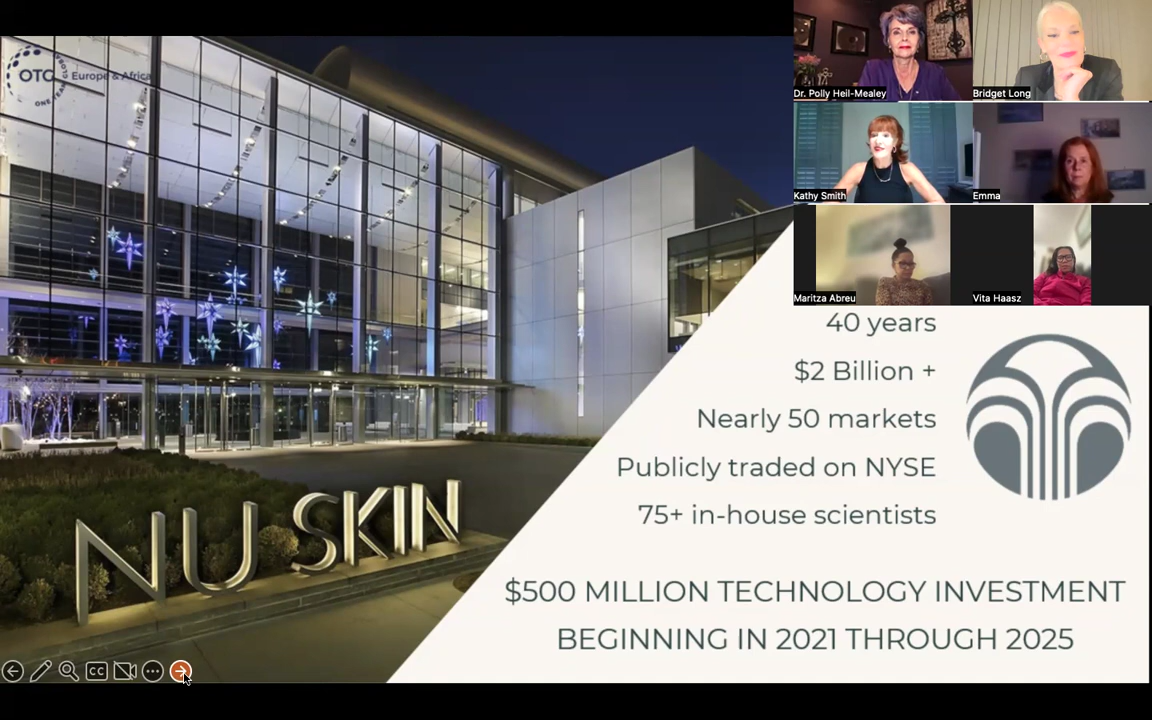 OTC
Europe & Africa
ONE TEAM GLOBAL
Dr. Polly Heil-Mealey
Bridget Long
Kathy Smith
Emma
Maritza Abreu
Vita Haasz
40 years
$2 Billion +
Nearly 50 markets
Publicly traded on NYSE
75+ in-house scientists
NU SKIN
$500 MILLION TECHNOLOGY INVESTMENT
BEGINNING IN 2021 THROUGH 2025
CC